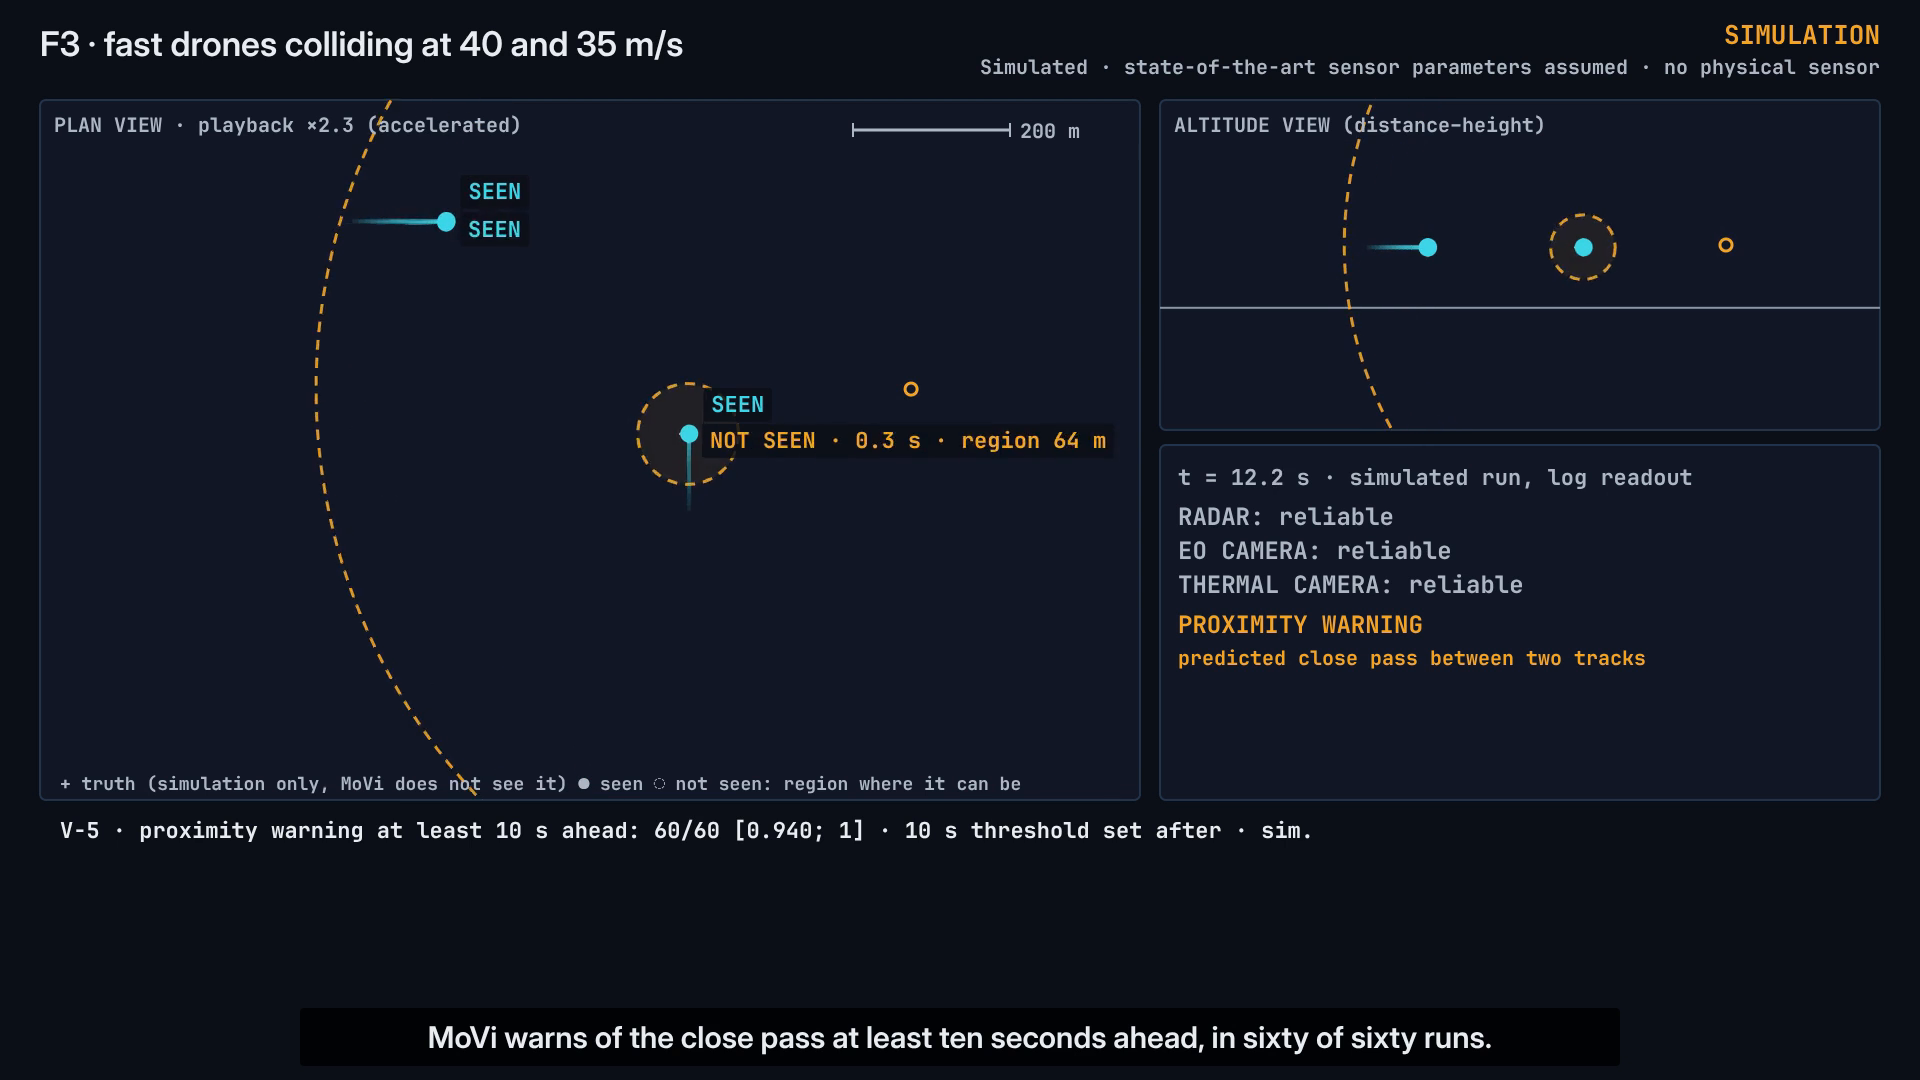 F3 · fast drones colliding at 40 and 35 m/s
SIMULATION
Simulated · state-of-the-art sensor parameters assumed · no physical sensor
PLAN VIEW · playback ×2.3 (accelerated)
200 m
SEEN
SEEN
SEEN
NOT SEEN · 0.3 s · region 64 m
+ truth (simulation only, MoVi does not see it) ● seen ◌ not seen: region where it can be
ALTITUDE VIEW (distance-height)
t = 12.2 s · simulated run, log readout
RADAR: reliable
EO CAMERA: reliable
THERMAL CAMERA: reliable
PROXIMITY WARNING
predicted close pass between two tracks
V-5 · proximity warning at least 10 s ahead: 60/60 [0.940; 1] · 10 s threshold set after · sim.
MoVi warns of the close pass at least ten seconds ahead, in sixty of sixty runs.